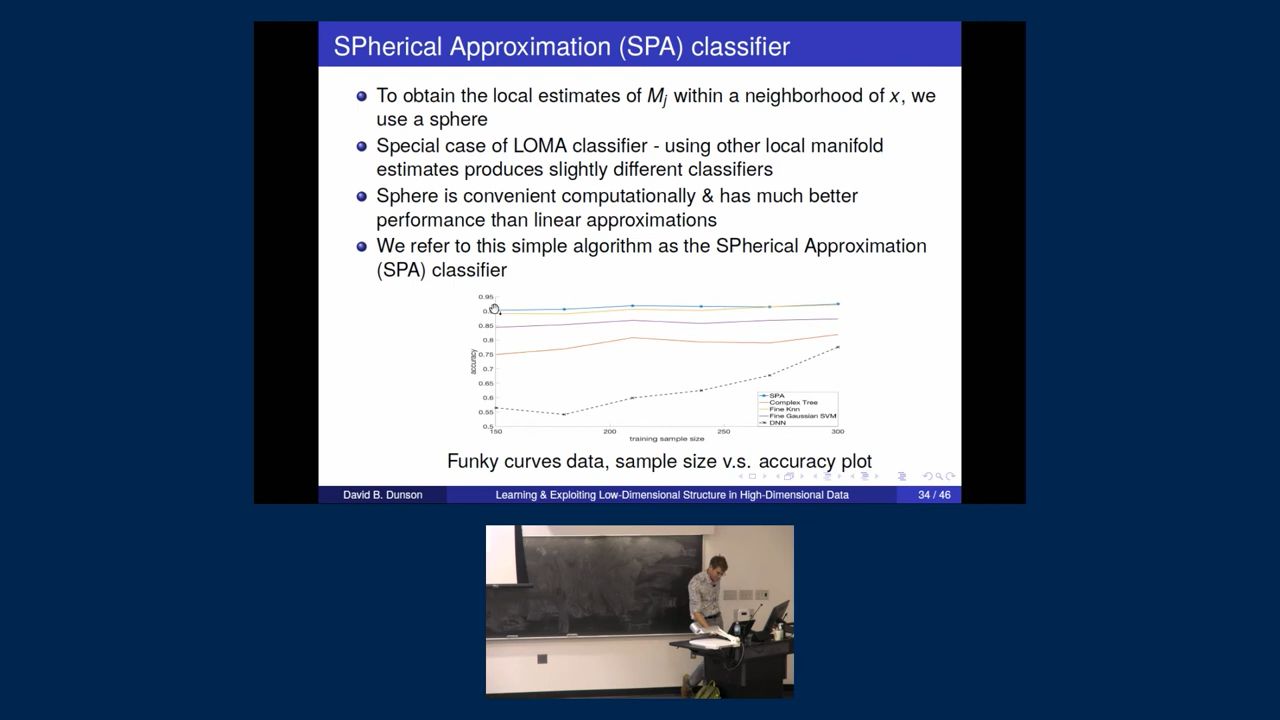 SPherical Approximation (SPA) classifier
To obtain the local estimates of Mj within a neighborhood of x, we
use a sphere
Special case of LOMA classifier - using other local manifold
estimates produces slightly different classifiers
Sphere is convenient computationally & has much better
performance than linear approximations
We refer to this simple algorithm as the SPherical Approximation
(SPA) classifier
0.95
0.85
0.8
0.75
0.7
0.65
0.6
0.55
0.5
accuracy
SPA
Complex Tree
Fine Knn
Fine Gaussian SVM
DNN
150
200
250
300
training sample size
Funky curves data, sample size v.s. accuracy plot
David B. Dunson
Learning & Exploiting Low-Dimensional Structure in High-Dimensional Data
34 / 46